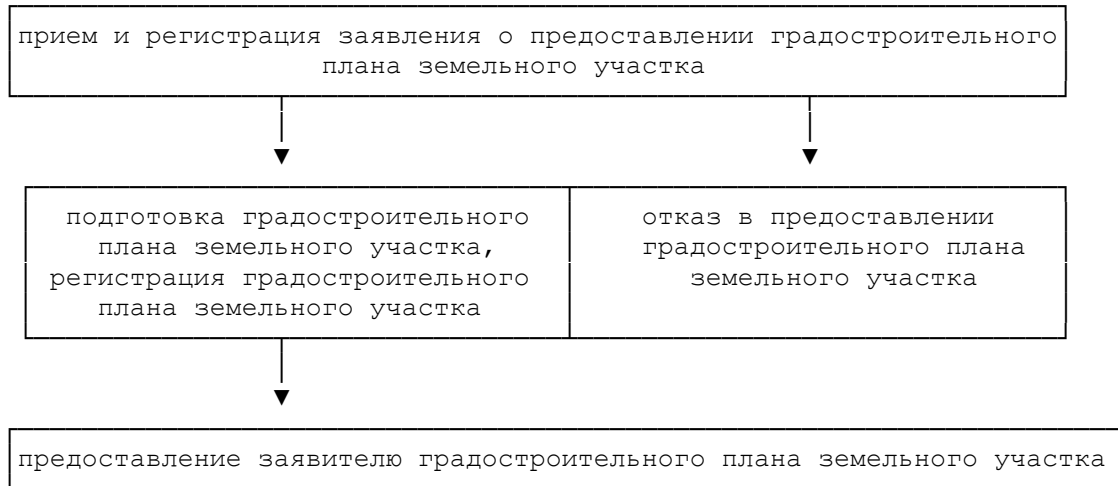 прием и регистрация заявления о предоставлении градостроительного
плана земельного участка
подготовка градостроительного
плана земельного участка,
регистрация градостроительного
плана земельного участка
отказ в предоставлении
градостроительного плана
земельного участка
предоставление заявителю градостроительного плана земельного участка